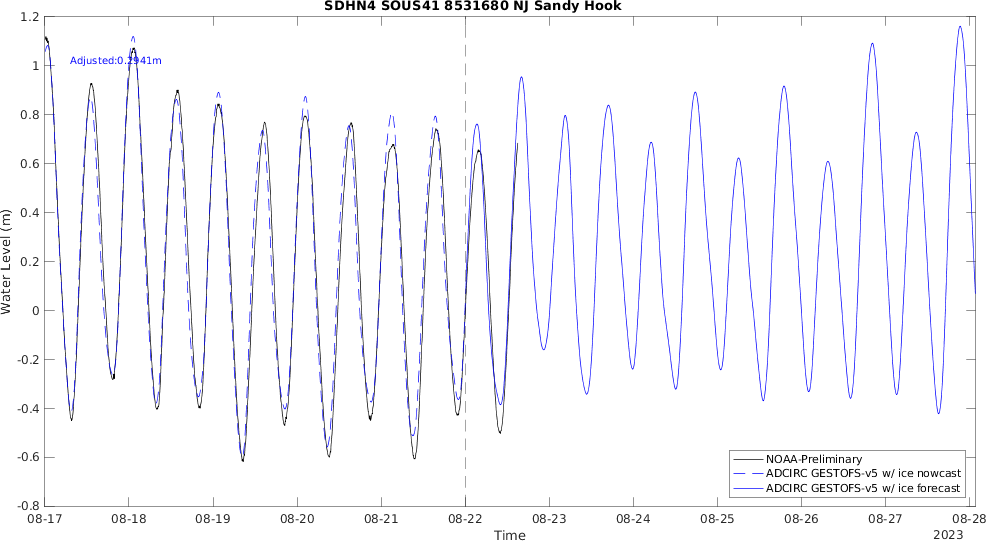 SDHN4 SOUS41 8531680 NJ Sandy Hook
Adjusted:0.2941m
Water Level (m)
1.2
1
0.8
0.6
0.4
0.2
0
-0.2
-0.4
-0.6
-0.8
NOAA-Preliminary
ADCIRC GESTOFS-v5 w/ ice nowcast
ADCIRC GESTOFS-v5 w/ ice forecast
08-17 08-18 08-19 08-20 08-21 08-22 08-23 08-24 08-25 08-26 08-27 08-28
Time
2023